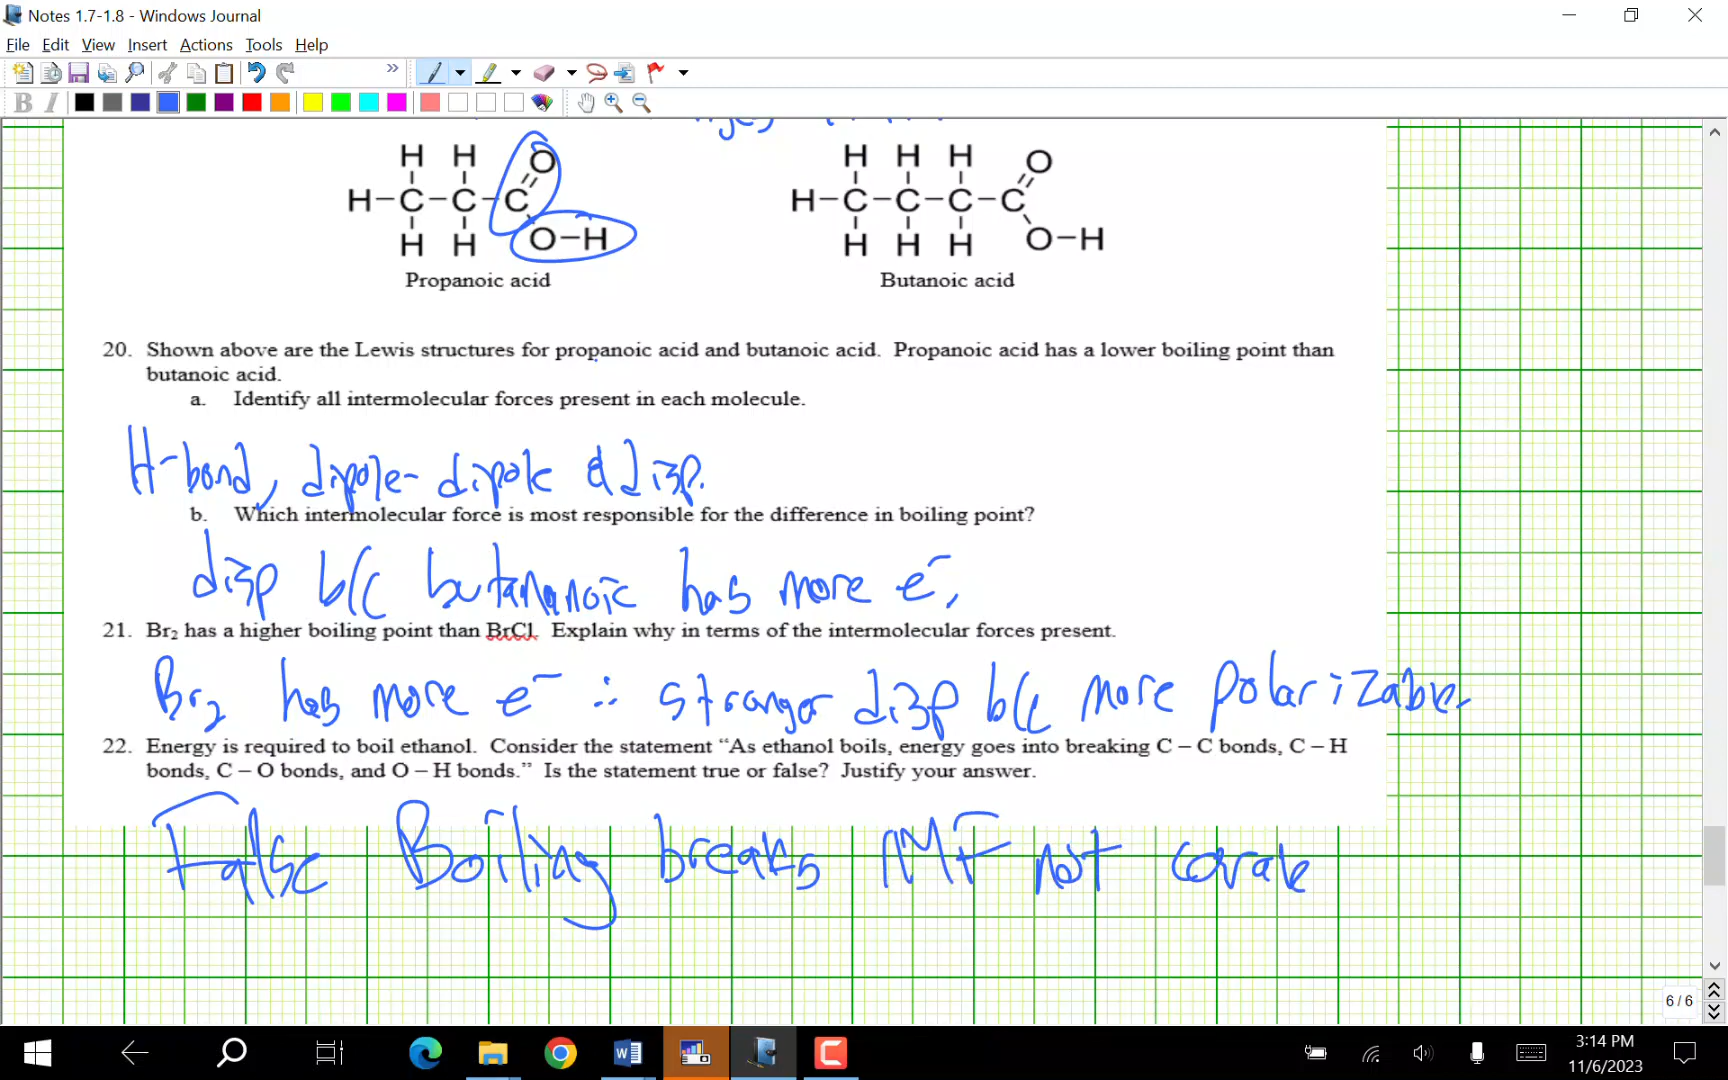 Notes 1.7-1.8 - Windows Journal
File Edit View Insert Actions Tools Help
B I
H H O
H-C-C-C
H H O-H
Propanoic acid
H H H O
H-C-C-C-C
H H H O-H
Butanoic acid
20. Shown above are the Lewis structures for propanoic acid and butanoic acid. Propanoic acid has a lower boiling point than
butanoic acid.
a. Identify all intermolecular forces present in each molecule.
H-bond, dipole-dipole & disp.
b. Which intermolecular force is most responsible for the difference in boiling point?
disp b/c butananoic has more e⁻.
21. Br₂ has a higher boiling point than BrCl. Explain why in terms of the intermolecular forces present.
Br₂ has more e⁻ ∴ stronger disp b/c more polarizable.
22. Energy is required to boil ethanol. Consider the statement “As ethanol boils, energy goes into breaking C – C bonds, C – H
bonds, C – O bonds, and O – H bonds.” Is the statement true or false? Justify your answer.
False Boiling breaks IMF not covale
6 / 6
3:14 PM
11/6/2023